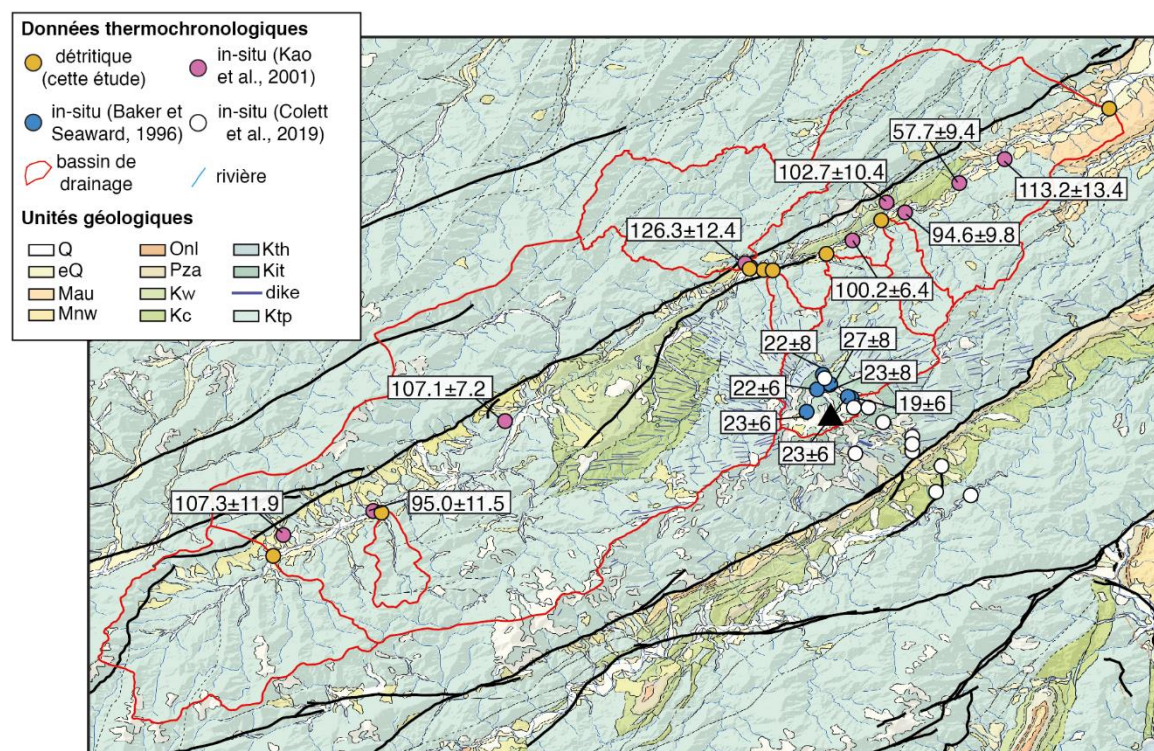 Données thermochronologiques
détritique
(cette étude)
in-situ (Kao
et al., 2001)
in-situ (Baker et
Seaward, 1996)
in-situ (Colett
et al., 2019)
bassin de
drainage
rivière
Unités géologiques
Q
Onl
Kth
eQ
Pza
Kit
Mau
Kw
dike
Mnw
Kc
Ktp
57.7±9.4
102.7±10.4
113.2±13.4
126.3±12.4
94.6±9.8
100.2±6.4
22±8
27±8
23±8
107.1±7.2
22±6
19±6
23±6
23±6
107.3±11.9
95.0±11.5